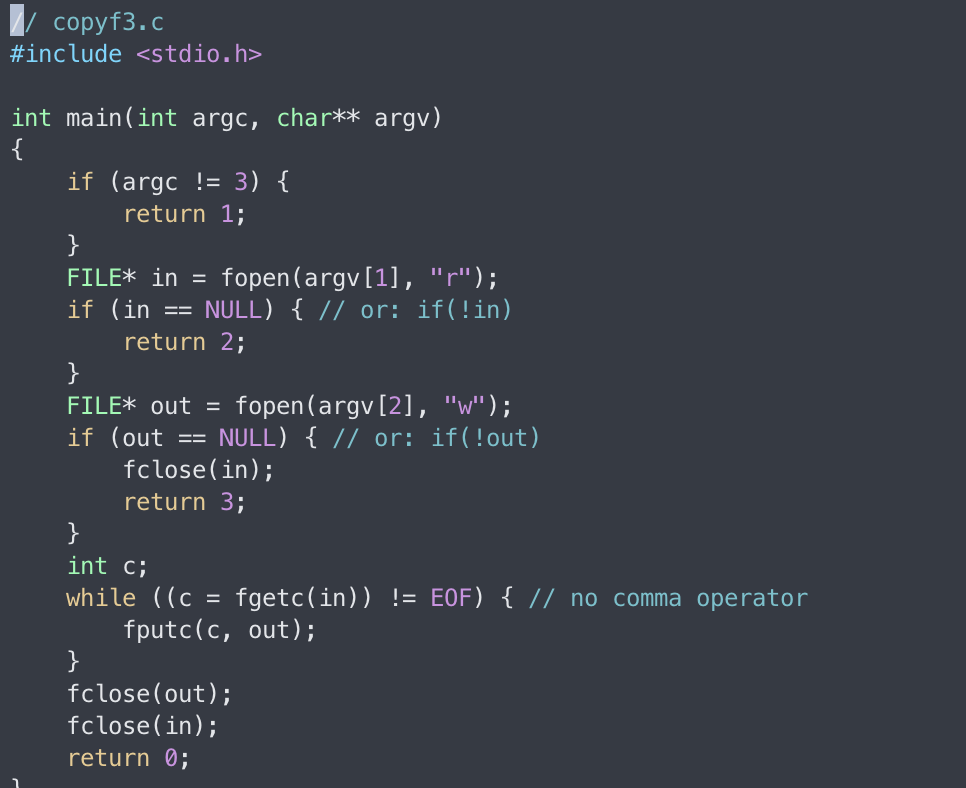 // copyf3.c
#include <stdio.h>

int main(int argc, char** argv)
{
    if (argc != 3) {
        return 1;
    }
    FILE* in = fopen(argv[1], "r");
    if (in == NULL) { // or: if(!in)
        return 2;
    }
    FILE* out = fopen(argv[2], "w");
    if (out == NULL) { // or: if(!out)
        fclose(in);
        return 3;
    }
    int c;
    while ((c = fgetc(in)) != EOF) { // no comma operator
        fputc(c, out);
    }
    fclose(out);
    fclose(in);
    return 0;
}